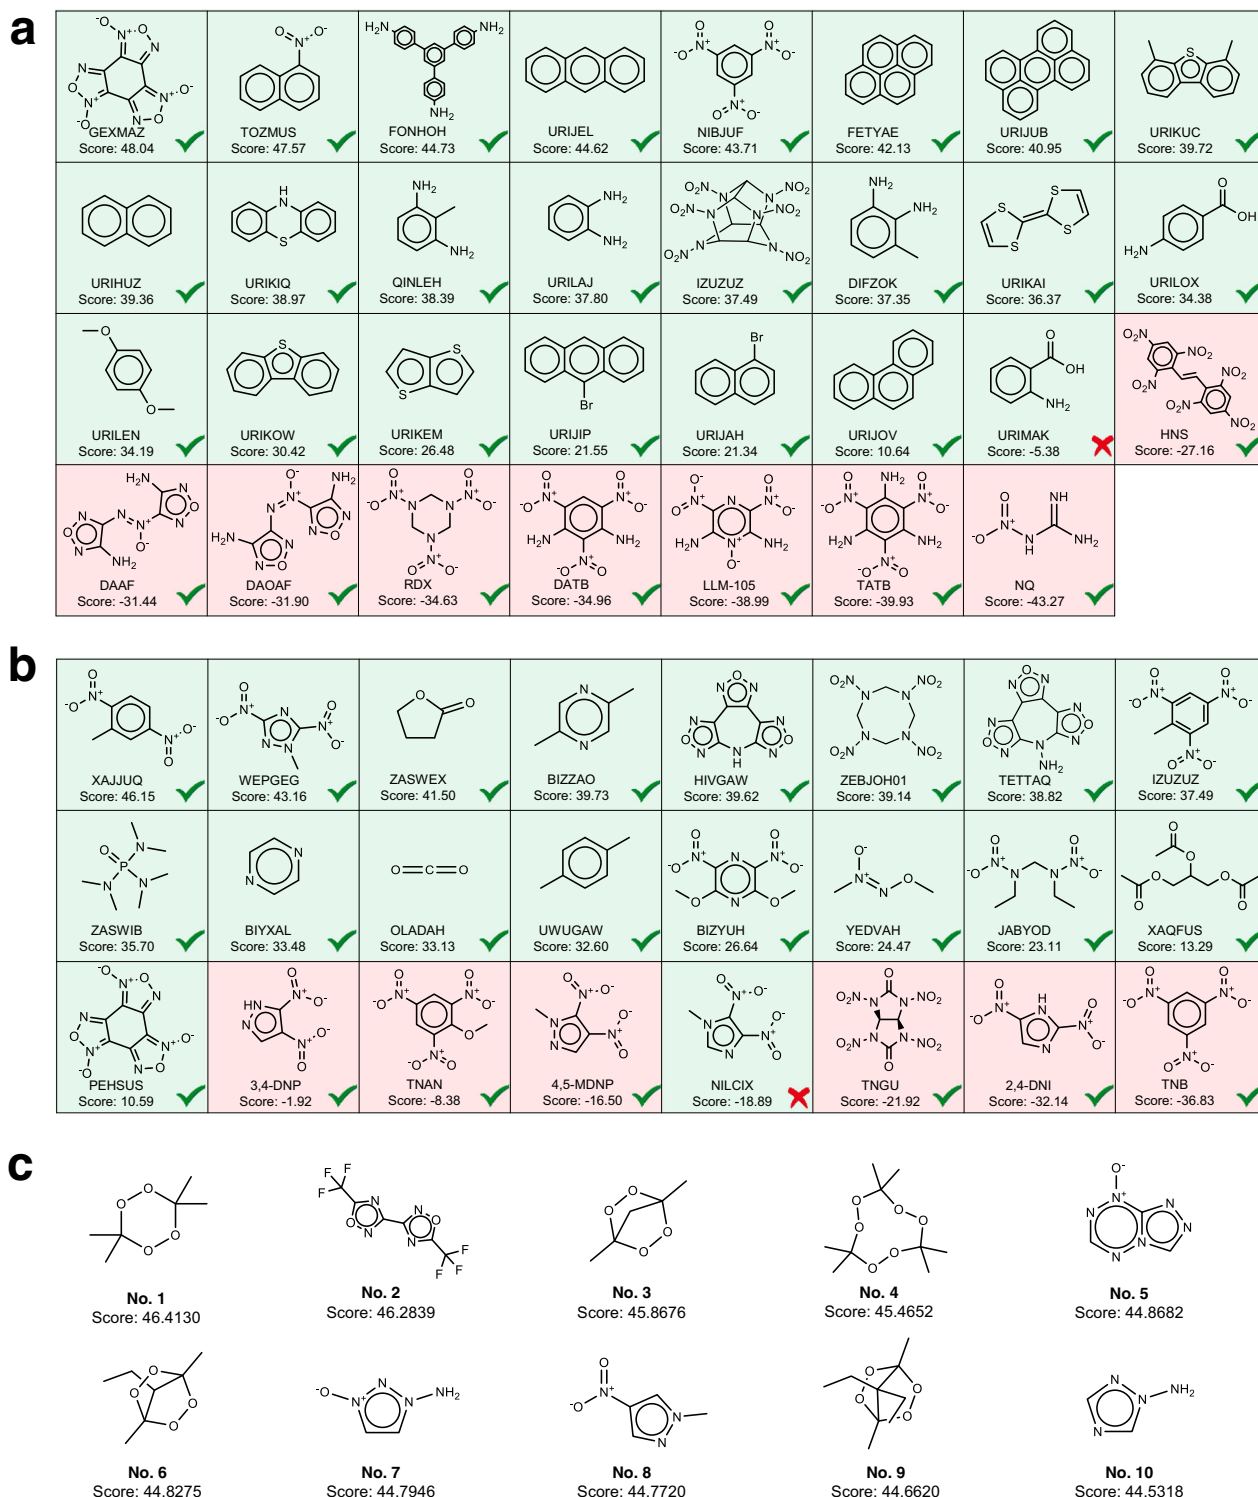 a
GEXMAZ
Score: 48.04
TOZMUS
Score: 47.57
FONHOH
Score: 44.73
URIJEL
Score: 44.62
NIBJUF
Score: 43.71
FETYAE
Score: 42.13
URIJUB
Score: 40.95
URIKUC
Score: 39.72
URIHUZ
Score: 39.36
URIKIQ
Score: 38.97
QINLEH
Score: 38.39
URILAJ
Score: 37.80
IZUZUZ
Score: 37.49
DIFZOK
Score: 37.35
URIKAI
Score: 36.37
URILOX
Score: 34.38
URILEN
Score: 34.19
URIKOW
Score: 30.42
URIKEM
Score: 26.48
URIJIP
Score: 21.55
URIJAH
Score: 21.34
URIJOV
Score: 10.64
URIMAK
Score: -5.38
HNS
Score: -27.16
DAAF
Score: -31.44
DAOAF
Score: -31.90
RDX
Score: -34.63
DATB
Score: -34.96
LLM-105
Score: -38.99
TATB
Score: -39.93
NQ
Score: -43.27
b
XAJJUQ
Score: 46.15
WEPGEG
Score: 43.16
ZASWEX
Score: 41.50
BIZZAO
Score: 39.73
HIVGAW
Score: 39.62
ZEBJOH01
Score: 39.14
TETTAQ
Score: 38.82
IZUZUZ
Score: 37.49
ZASWIB
Score: 35.70
BIYXAL
Score: 33.48
OLADAH
Score: 33.13
UWUGAW
Score: 32.60
BIZYUH
Score: 26.64
YEDVAH
Score: 24.47
JABYOD
Score: 23.11
XAQFUS
Score: 13.29
PEHSUS
Score: 10.59
3,4-DNP
Score: -1.92
TNAN
Score: -8.38
4,5-MDNP
Score: -16.50
NILCIX
Score: -18.89
TNGU
Score: -21.92
2,4-DNI
Score: -32.14
TNB
Score: -36.83
c
No. 1
Score: 46.4130
No. 2
Score: 46.2839
No. 3
Score: 45.8676
No. 4
Score: 45.4652
No. 5
Score: 44.8682
No. 6
Score: 44.8275
No. 7
Score: 44.7946
No. 8
Score: 44.7720
No. 9
Score: 44.6620
No. 10
Score: 44.5318